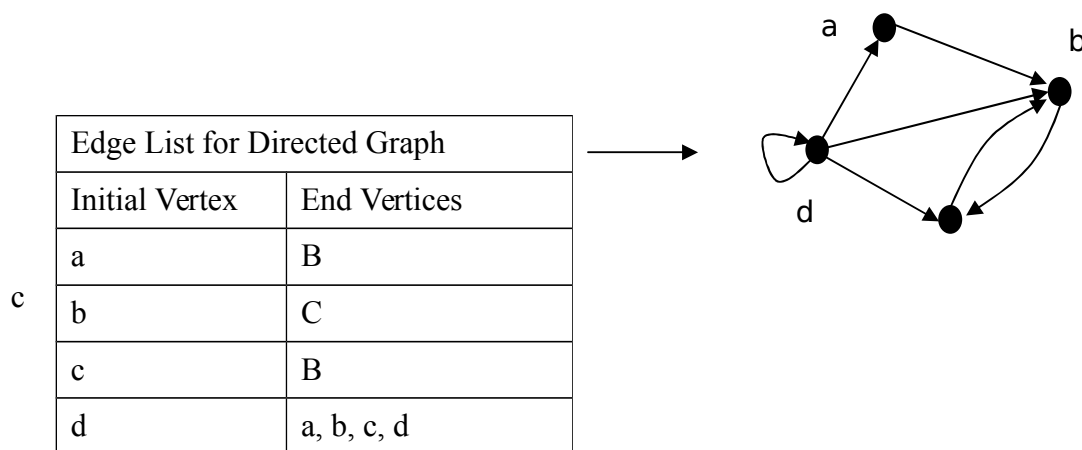 a
b
Edge List for Directed Graph
Initial Vertex End Vertices
d
a B
c
b C
c B
d a, b, c, d